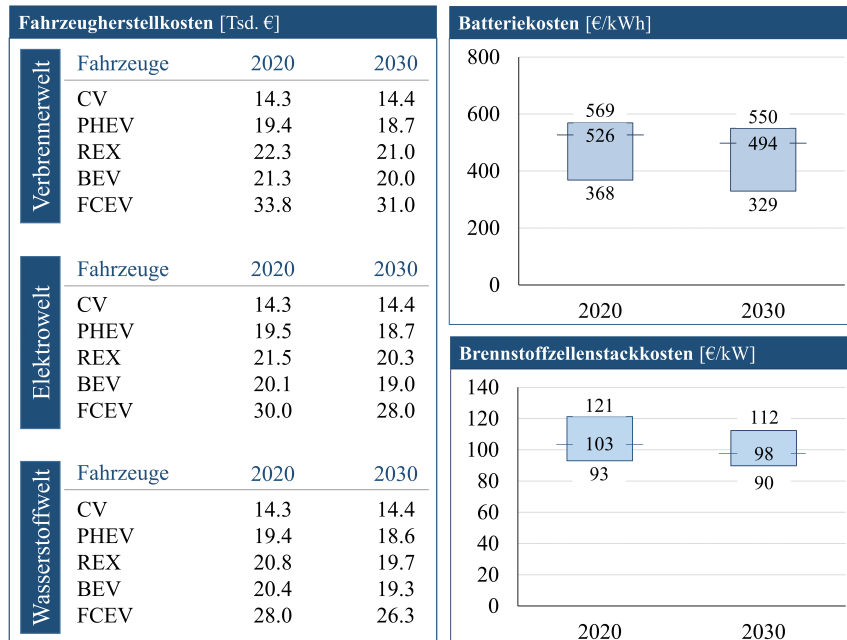 Fahrzeugherstellkosten [Tsd. €]
Verbrennerwelt
Fahrzeuge 2020 2030
CV 14.3 14.4
PHEV 19.4 18.7
REX 22.3 21.0
BEV 21.3 20.0
FCEV 33.8 31.0
Elektrowelt
Fahrzeuge 2020 2030
CV 14.3 14.4
PHEV 19.5 18.7
REX 21.5 20.3
BEV 20.1 19.0
FCEV 30.0 28.0
Wasserstoffwelt
Fahrzeuge 2020 2030
CV 14.3 14.4
PHEV 19.4 18.6
REX 20.8 19.7
BEV 20.4 19.3
FCEV 28.0 26.3
Batteriekosten [€/kWh]
800
600
400
200
0
569
526
368
550
494
329
2020 2030
Brennstoffzellenstackkosten [€/kW]
140
120
100
80
60
40
20
0
121
103
93
112
98
90
2020 2030